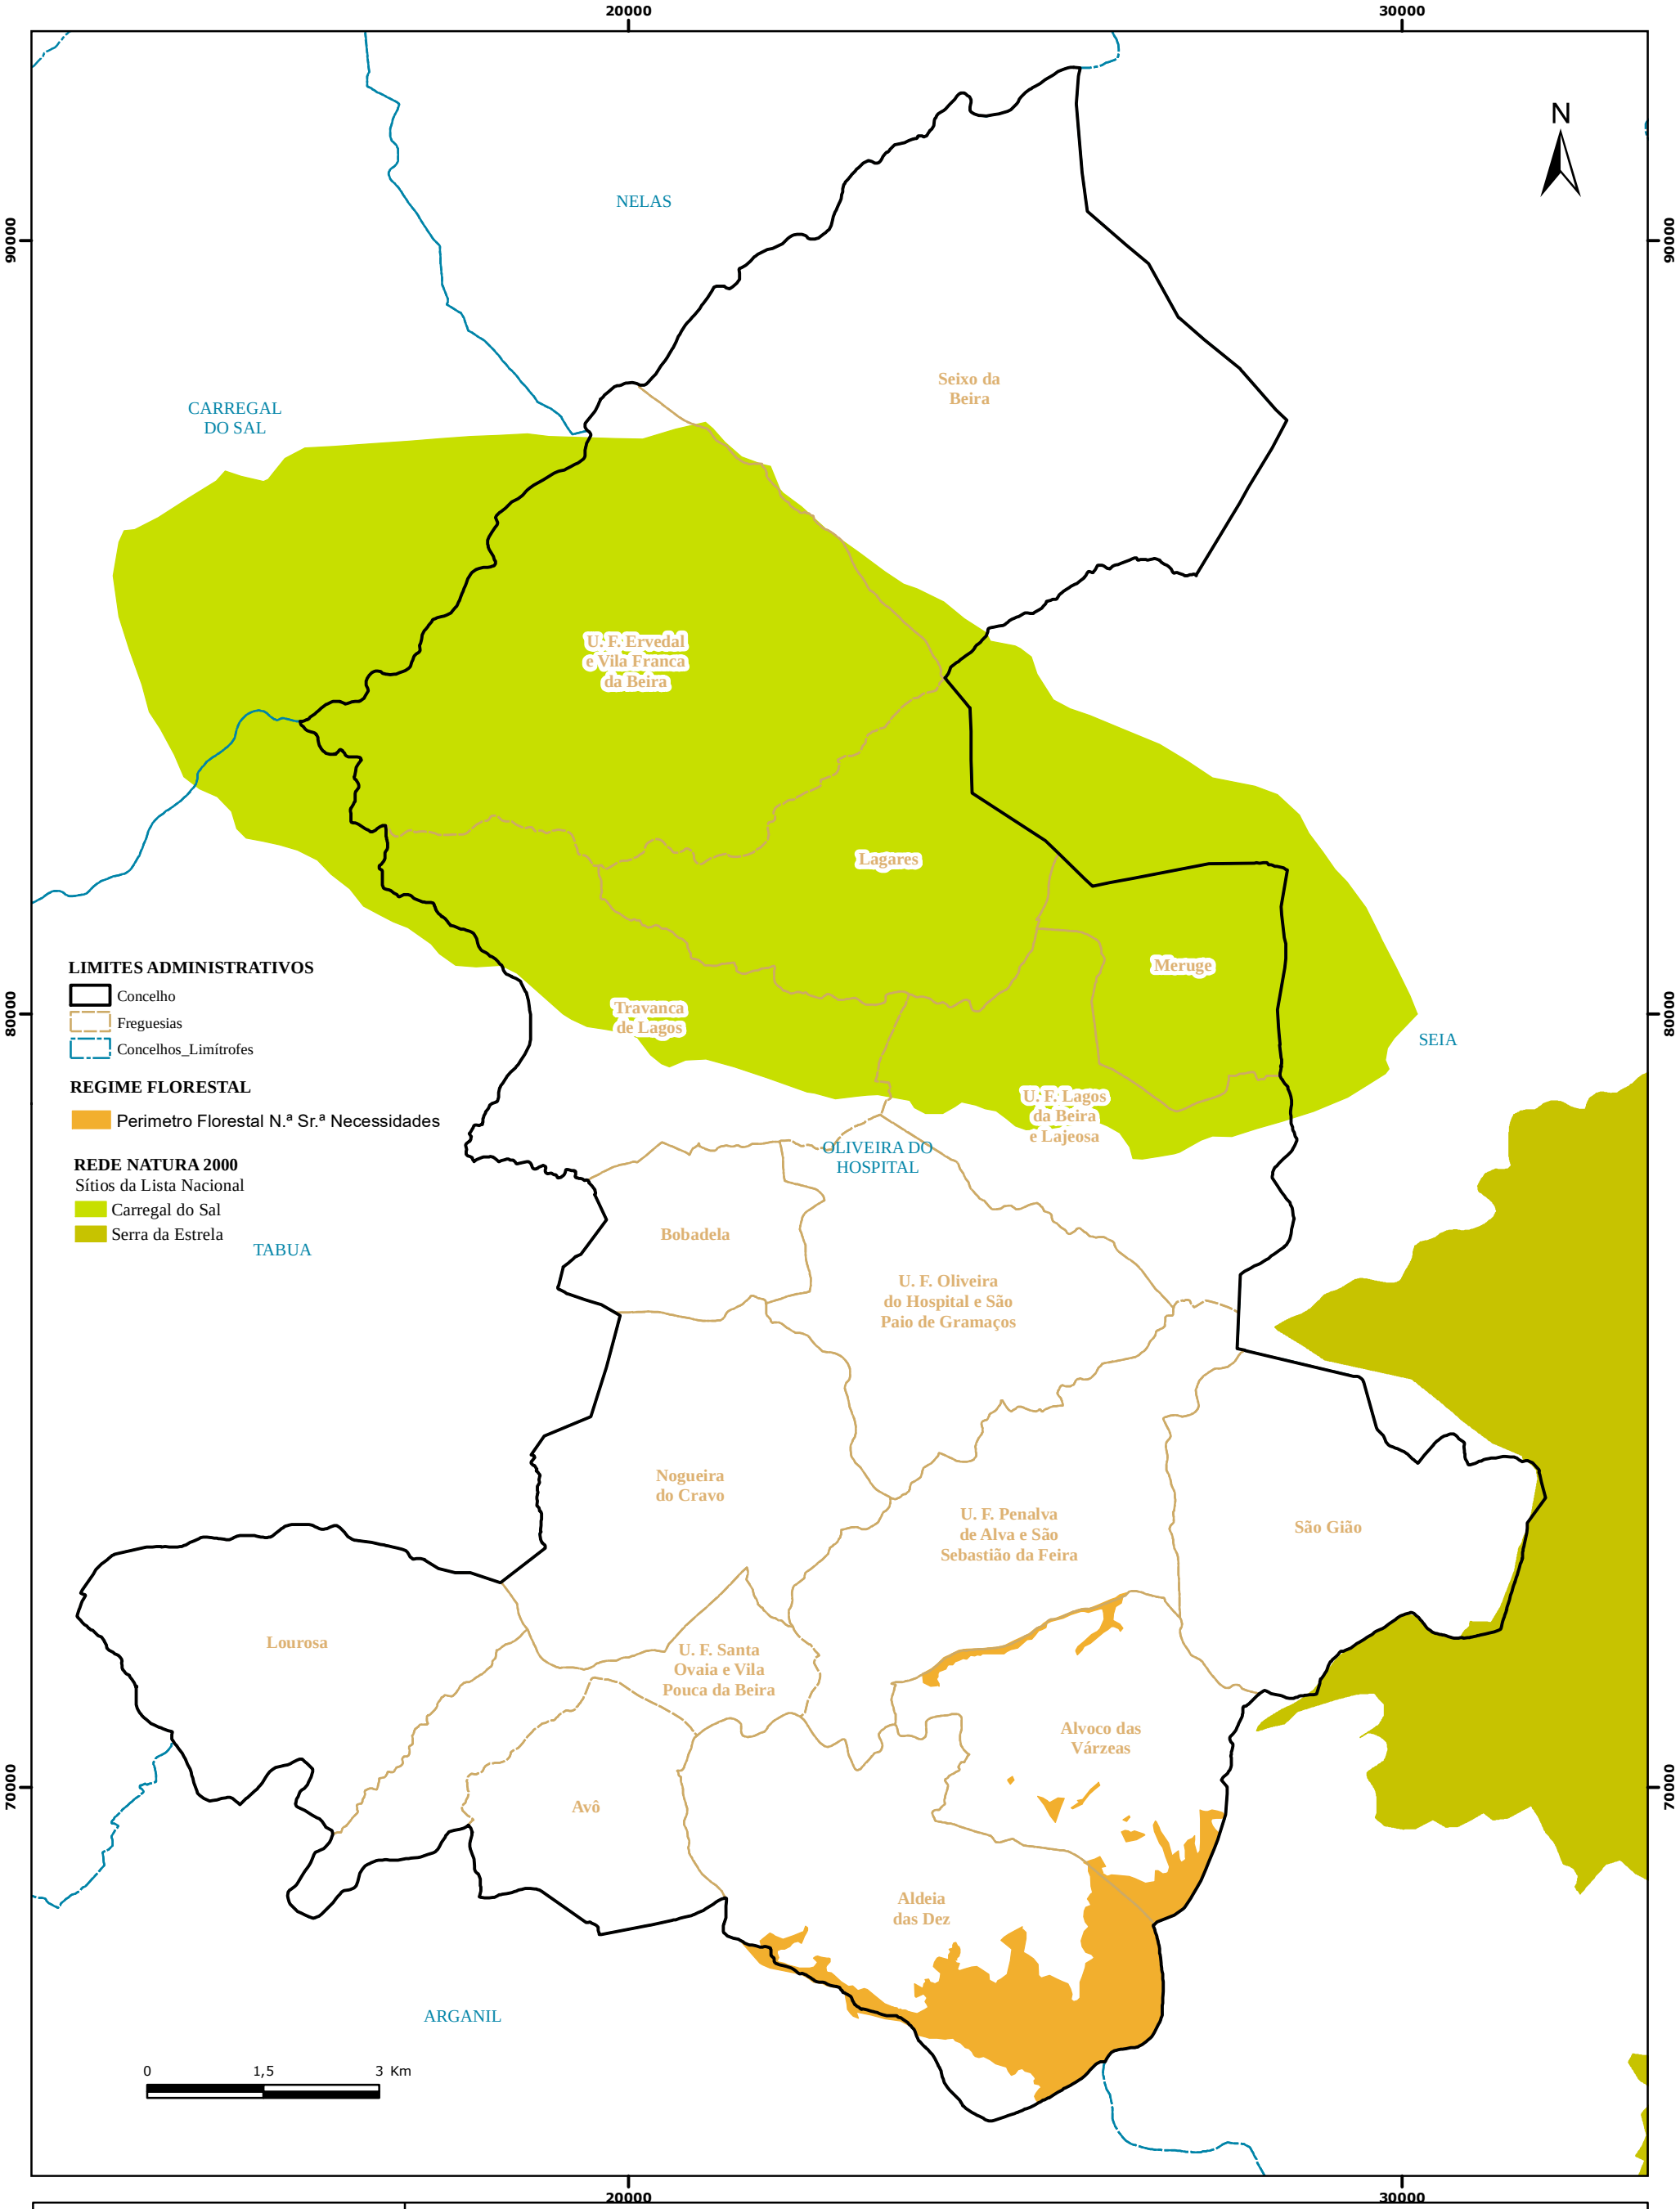 20000
30000
N
NELAS
90000
90000
Seixo da
Beira
CARREGAL
DO SAL
U. F. Ervedal
e Vila Franca
da Beira
Lagares
Meruge
LIMITES ADMINISTRATIVOS
Concelho
Freguesias
Concelhos_Limítrofes
REGIME FLORESTAL
Perimetro Florestal N.ª Sr.ª Necessidades
REDE NATURA 2000
Sítios da Lista Nacional
Carregal do Sal
Serra da Estrela
Travanca
de Lagos
80000
80000
SEIA
U. F. Lagos
da Beira
e Lajeosa
OLIVEIRA DO
HOSPITAL
Bobadela
TABUA
U. F. Oliveira
do Hospital e São
Paio de Gramaços
Nogueira
do Cravo
U. F. Penalva
de Alva e São
Sebastião da Feira
São Gião
Lourosa
U. F. Santa
Ovaia e Vila
Pouca da Beira
Alvoco das
Várzeas
70000
70000
Avô
Aldeia
das Dez
ARGANIL
0 1,5 3 Km
20000
30000